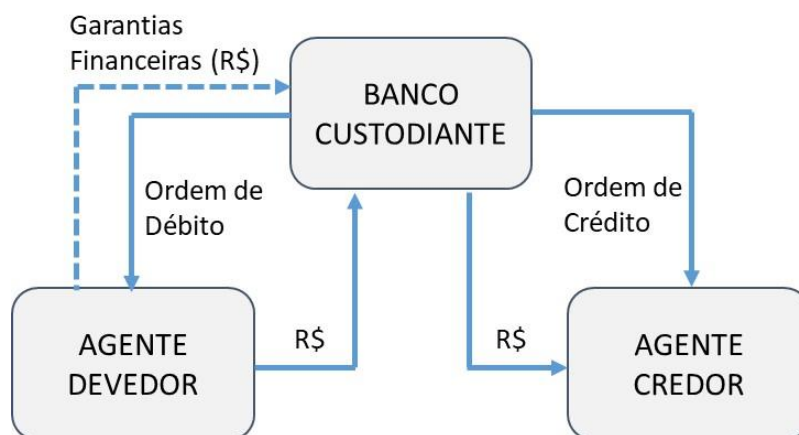 Garantias
Financeiras (R$)
BANCO
CUSTODIANTE
Ordem de
Débito
Ordem de
Crédito
AGENTE
DEVEDOR
R$
R$
AGENTE
CREDOR